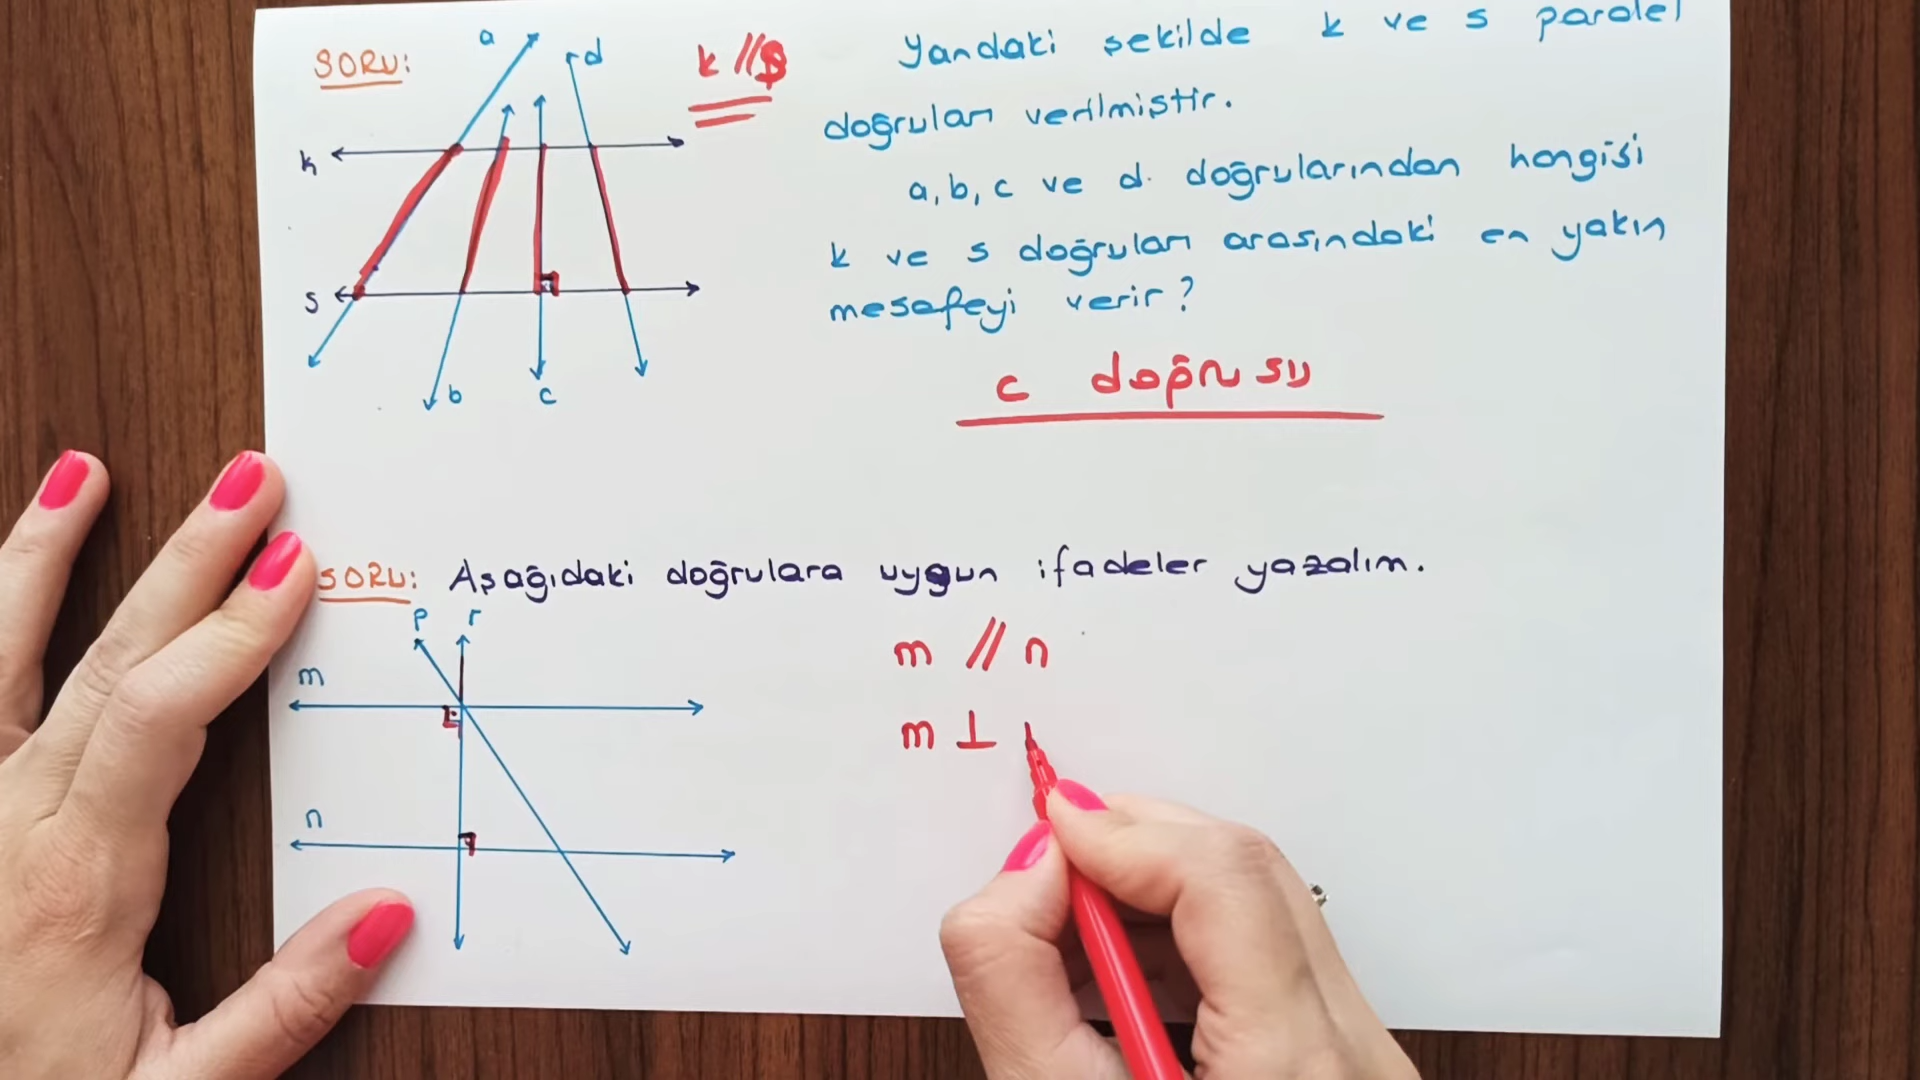 SORU:
a
d
k // s
k
s
b
c
Yandaki şekilde k ve s paralel
doğruları verilmiştir.
a, b, c ve d doğrularından hangisi
k ve s doğruları arasındaki en yakın
mesafeyi verir?
c doğrusu
SORU: Aşağıdaki doğrulara uygun ifadeler yazalım.
p r
m
n
m // n
m ⊥